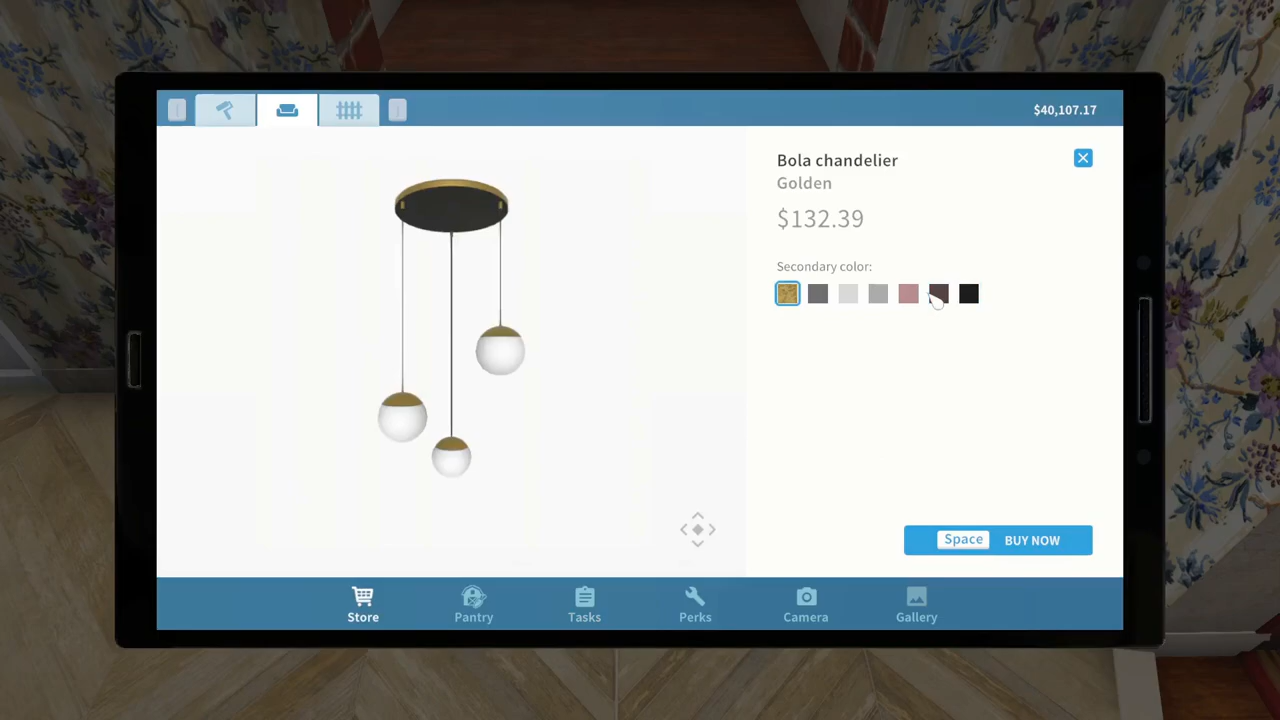 $40,107.17
Bola chandelier
Golden
$132.39
Secondary color:
Space BUY NOW
Store Pantry Tasks Perks Camera Gallery